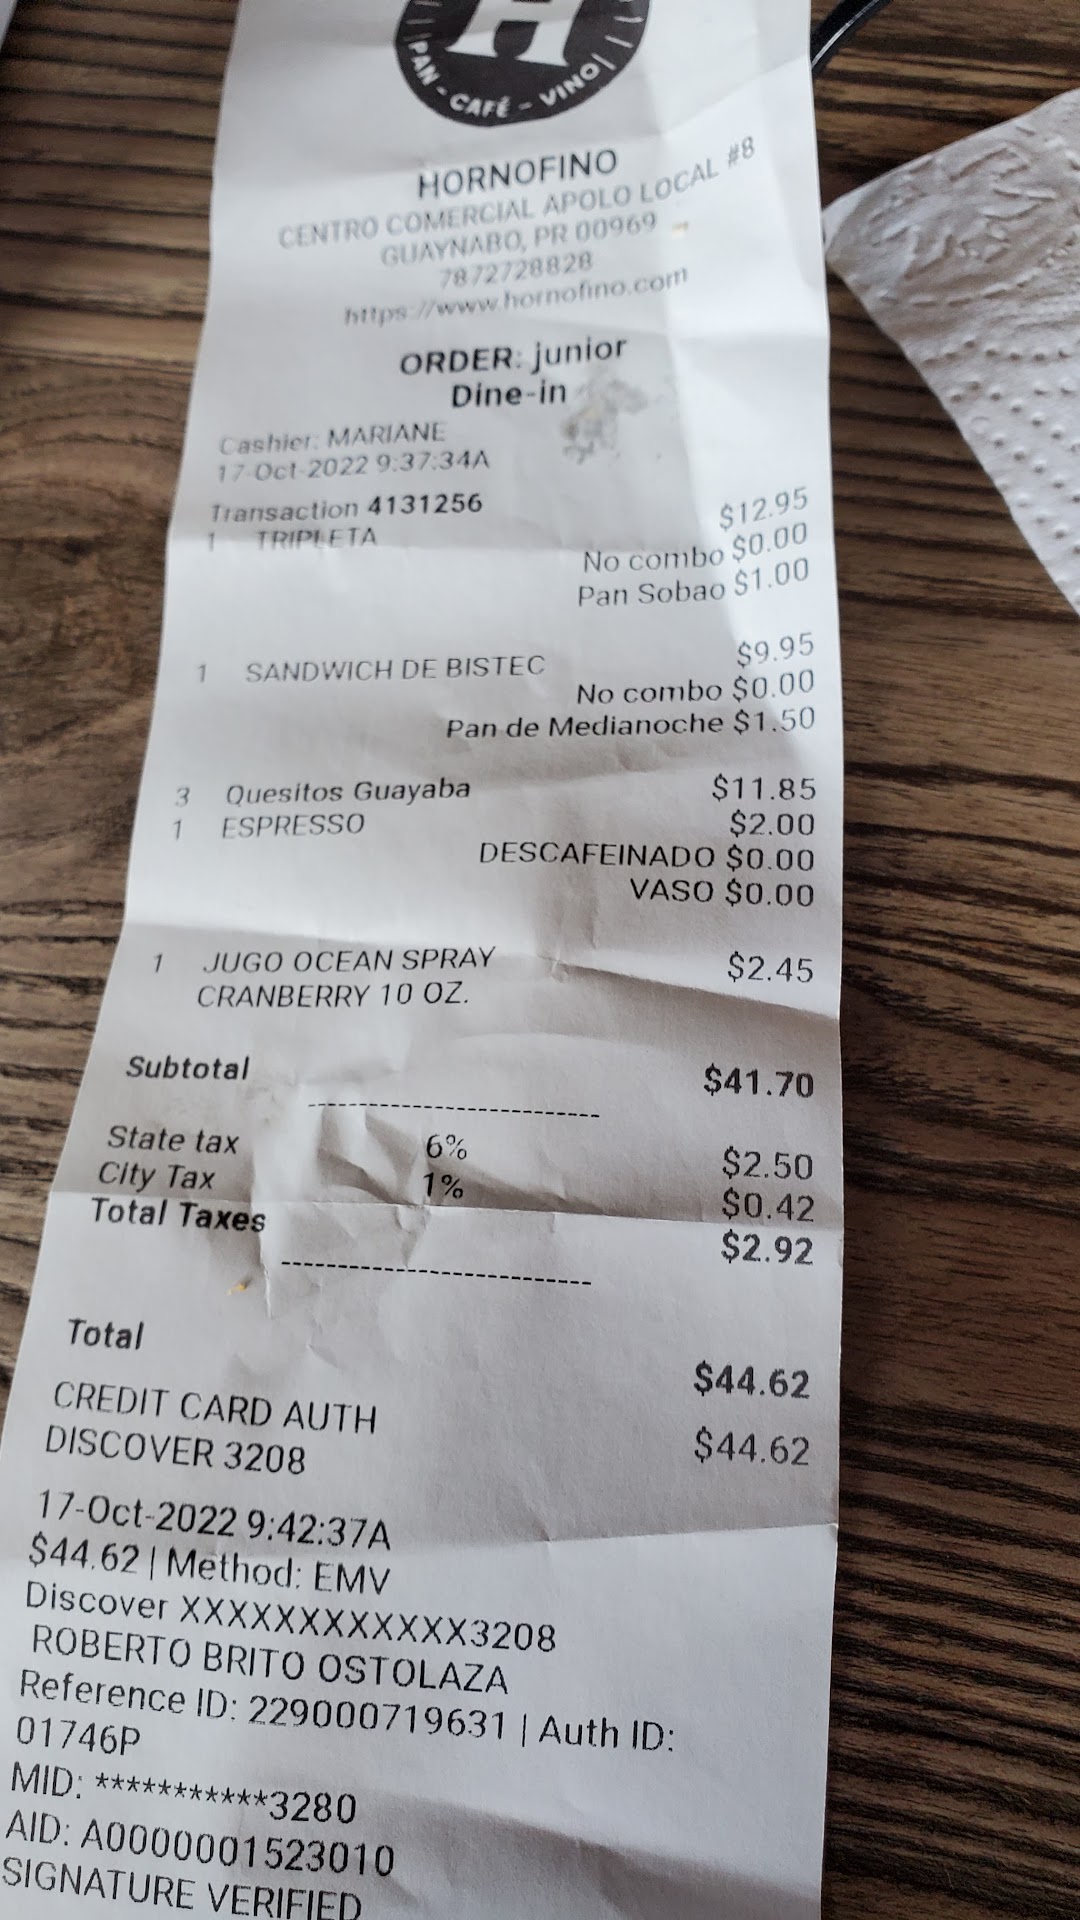 H
PAN - CAFÉ - VINO
HORNOFINO
CENTRO COMERCIAL APOLO LOCAL #8
GUAYNABO, PR 00969
7872728828
https://www.hornofino.com
ORDER: junior
Dine-in
Cashier: MARIANE
17-Oct-2022 9:37:34A
Transaction 4131256
1 TRIPLETA $12.95
No combo $0.00
Pan Sobao $1.00
1 SANDWICH DE BISTEC $9.95
No combo $0.00
Pan de Medianoche $1.50
3 Quesitos Guayaba $11.85
1 ESPRESSO $2.00
DESCAFEINADO $0.00
VASO $0.00
1 JUGO OCEAN SPRAY $2.45
CRANBERRY 10 OZ.
Subtotal $41.70
State tax 6% $2.50
City Tax 1% $0.42
Total Taxes $2.92
Total $44.62
CREDIT CARD AUTH $44.62
DISCOVER 3208
17-Oct-2022 9:42:37A
$44.62 | Method: EMV
Discover XXXXXXXXXXXX3208
ROBERTO BRITO OSTOLAZA
Reference ID: 229000719631 | Auth ID:
01746P
MID: ***********3280
AID: A0000001523010
SIGNATURE VERIFIED